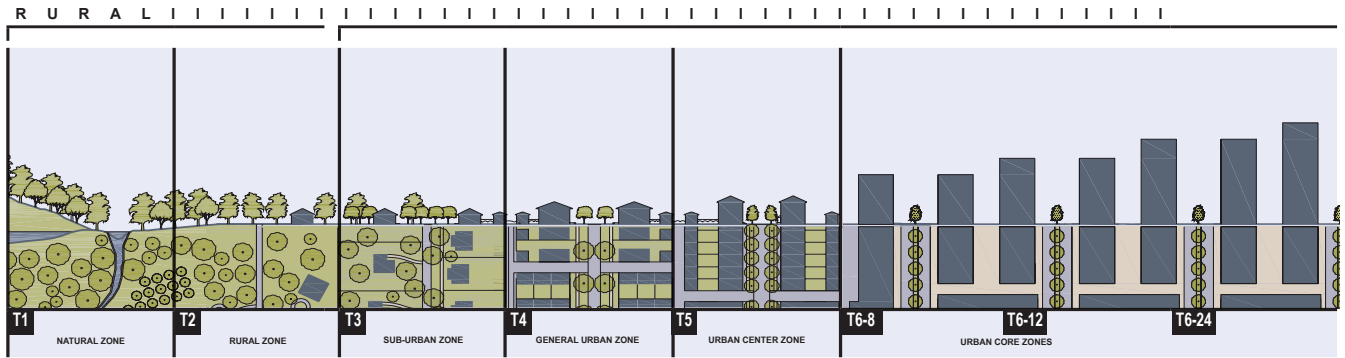 R U R A L I I I I I I I I I I I I I I I I I I I I I I I I I I I I I I I I I I I I I I I I I
T1
T2
T3
T4
T5
T6-8
T6-12
T6-24
NATURAL ZONE
RURAL ZONE
SUB-URBAN ZONE
GENERAL URBAN ZONE
URBAN CENTER ZONE
URBAN CORE ZONES